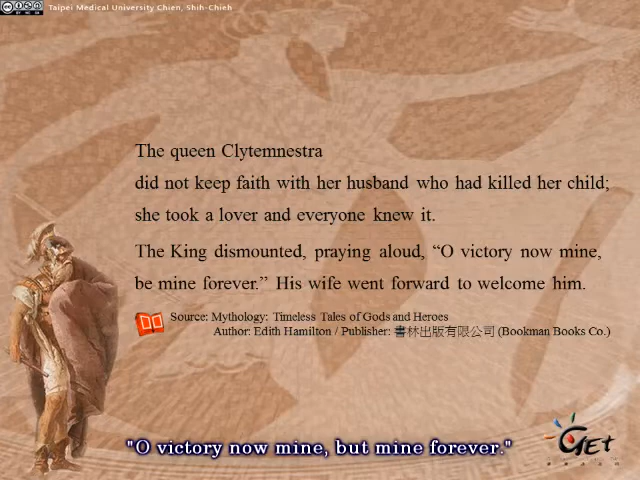 Taipei Medical University Chien, Shih-Chieh
The queen Clytemnestra
did not keep faith with her husband who had killed her child;
she took a lover and everyone knew it.
The King dismounted, praying aloud, “O victory now mine,
be mine forever.” His wife went forward to welcome him.
Source: Mythology: Timeless Tales of Gods and Heroes
Author: Edith Hamilton / Publisher: 書林出版有限公司 (Bookman Books Co.)
"O victory now mine, but mine forever."
GET